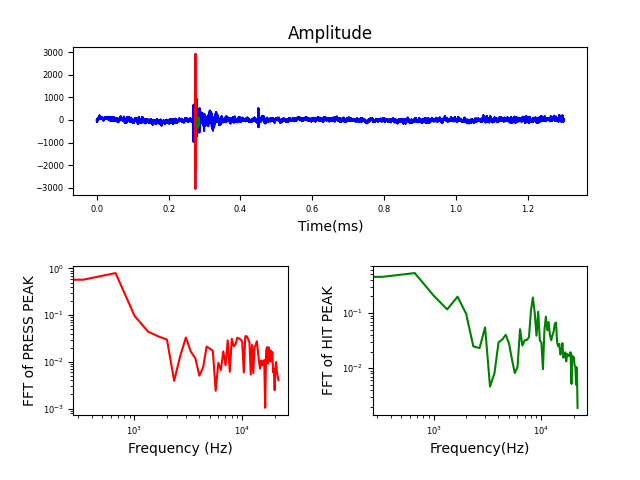 Amplitude
3000
2000
1000
0
−1000
−2000
−3000
0.0 0.2 0.4 0.6 0.8 1.0 1.2
Time(ms)
FFT of PRESS PEAK
10⁰
10⁻¹
10⁻²
10⁻³
10³ 10⁴
Frequency (Hz)
FFT of HIT PEAK
10⁻¹
10⁻²
10³ 10⁴
Frequency(Hz)